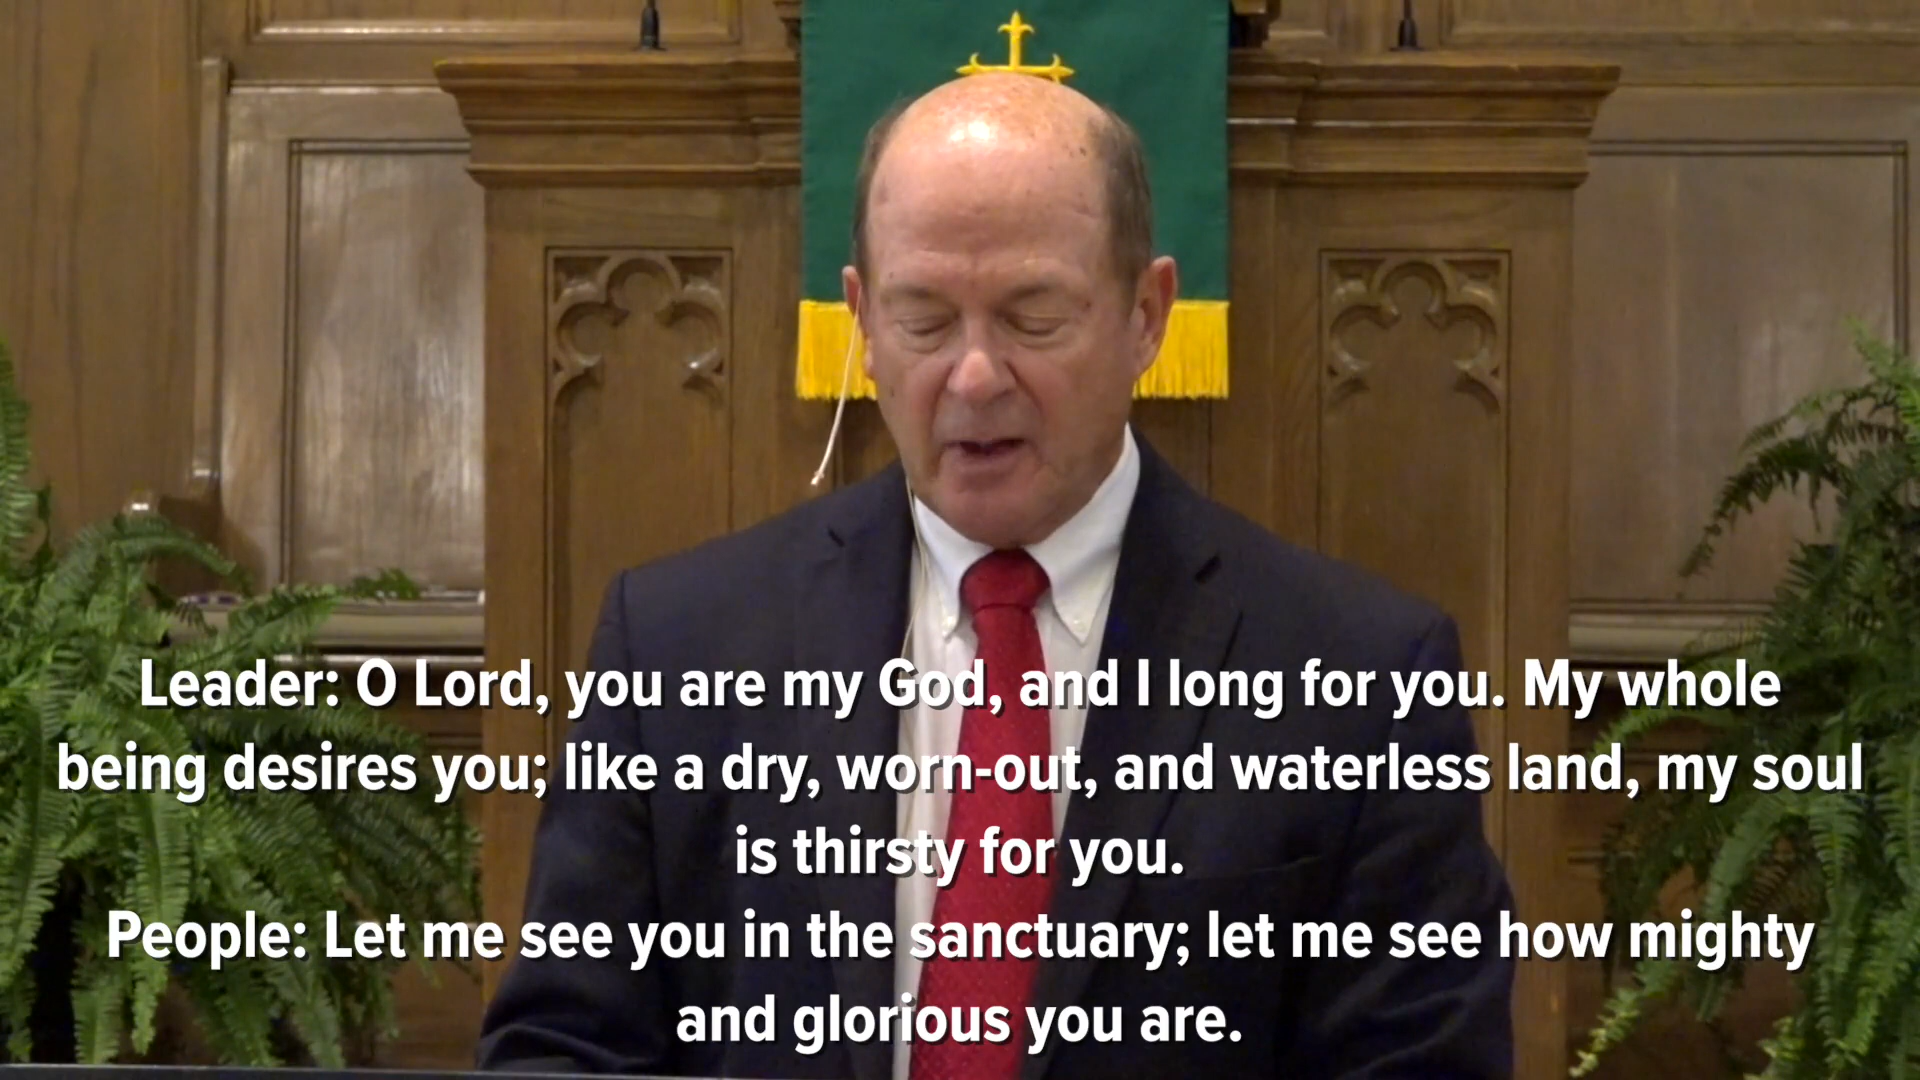 Leader: O Lord, you are my God, and I long for you. My whole
being desires you; like a dry, worn-out, and waterless land, my soul
is thirsty for you.
People: Let me see you in the sanctuary; let me see how mighty
and glorious you are.